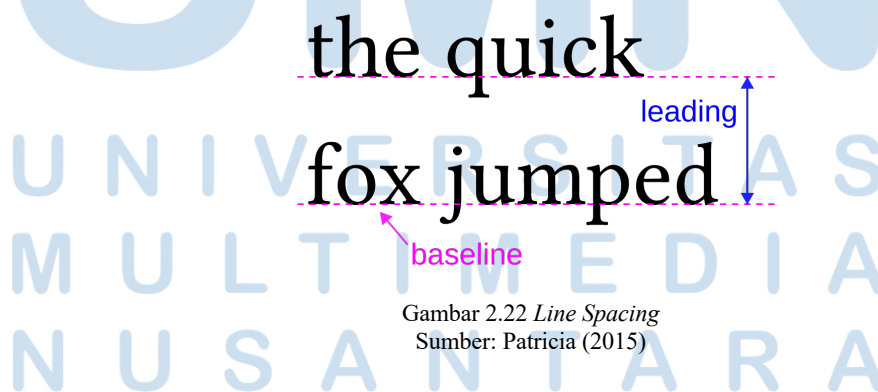 the quick
leading
fox jumped
baseline
Gambar 2.22 Line Spacing
Sumber: Patricia (2015)
UNIVERSITAS
MULTIMEDIA
NUSANTARA